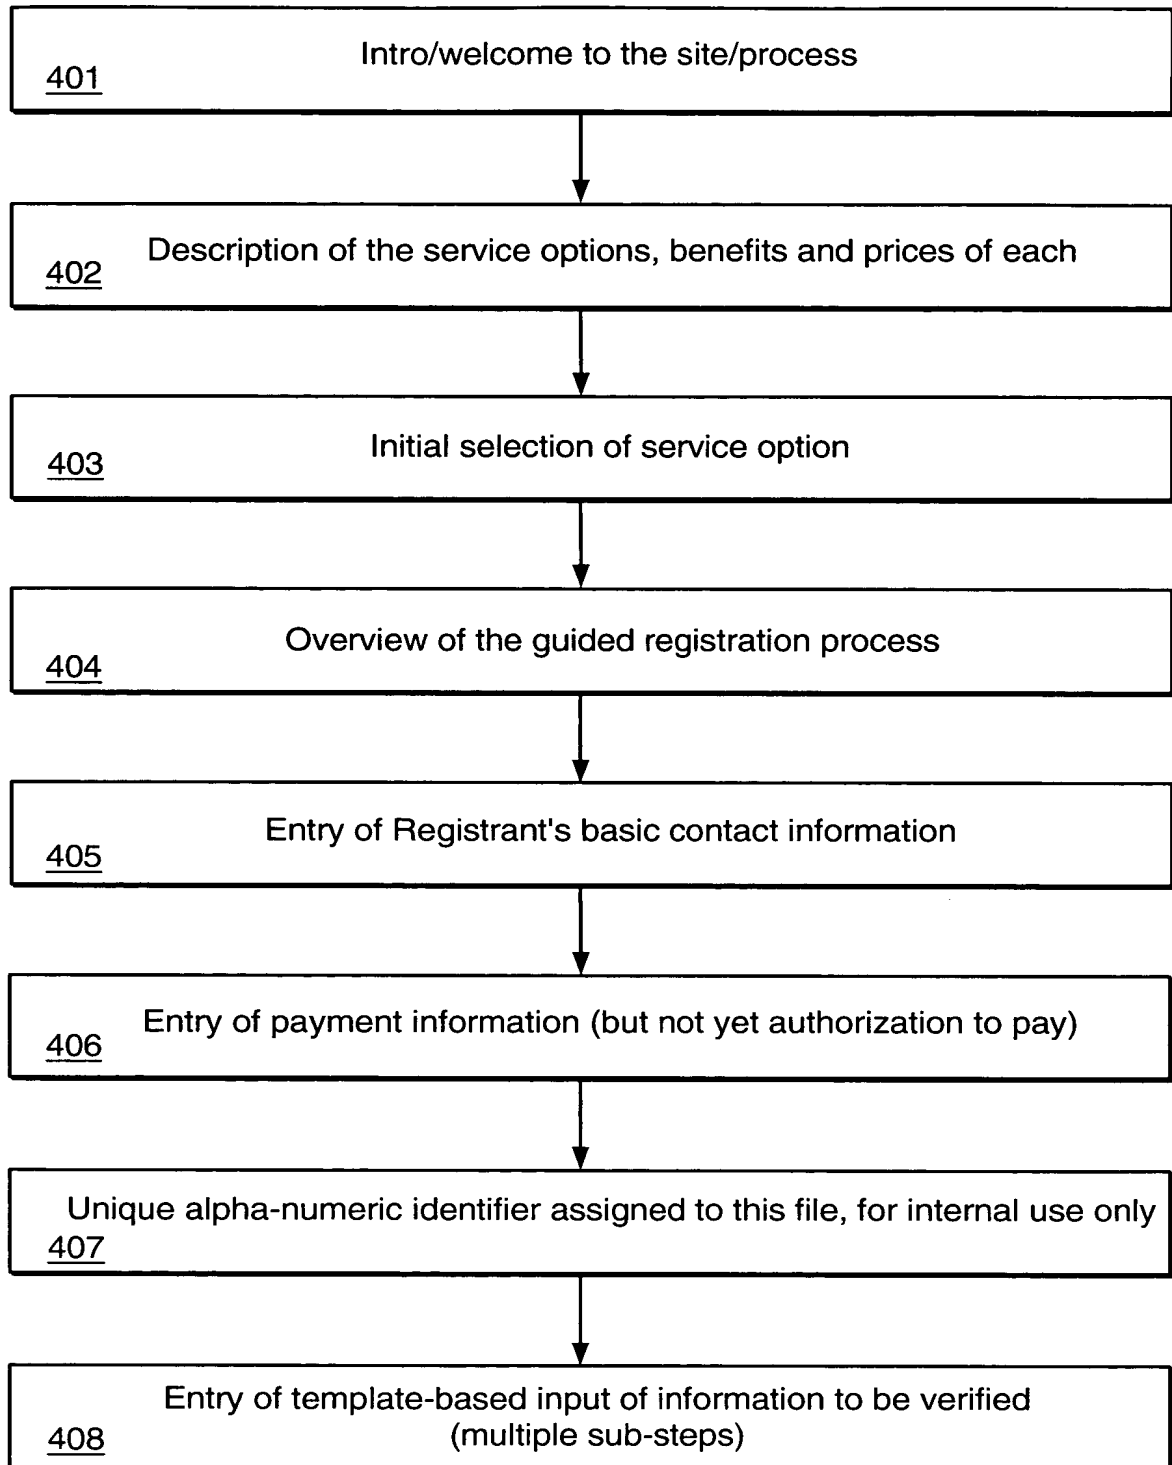 Intro/welcome to the site/process
401
Description of the service options, benefits and prices of each
402
Initial selection of service option
403
Overview of the guided registration process
404
Entry of Registrant's basic contact information
405
Entry of payment information (but not yet authorization to pay)
406
Unique alpha-numeric identifier assigned to this file, for internal use only
407
Entry of template-based input of information to be verified
(multiple sub-steps)
408